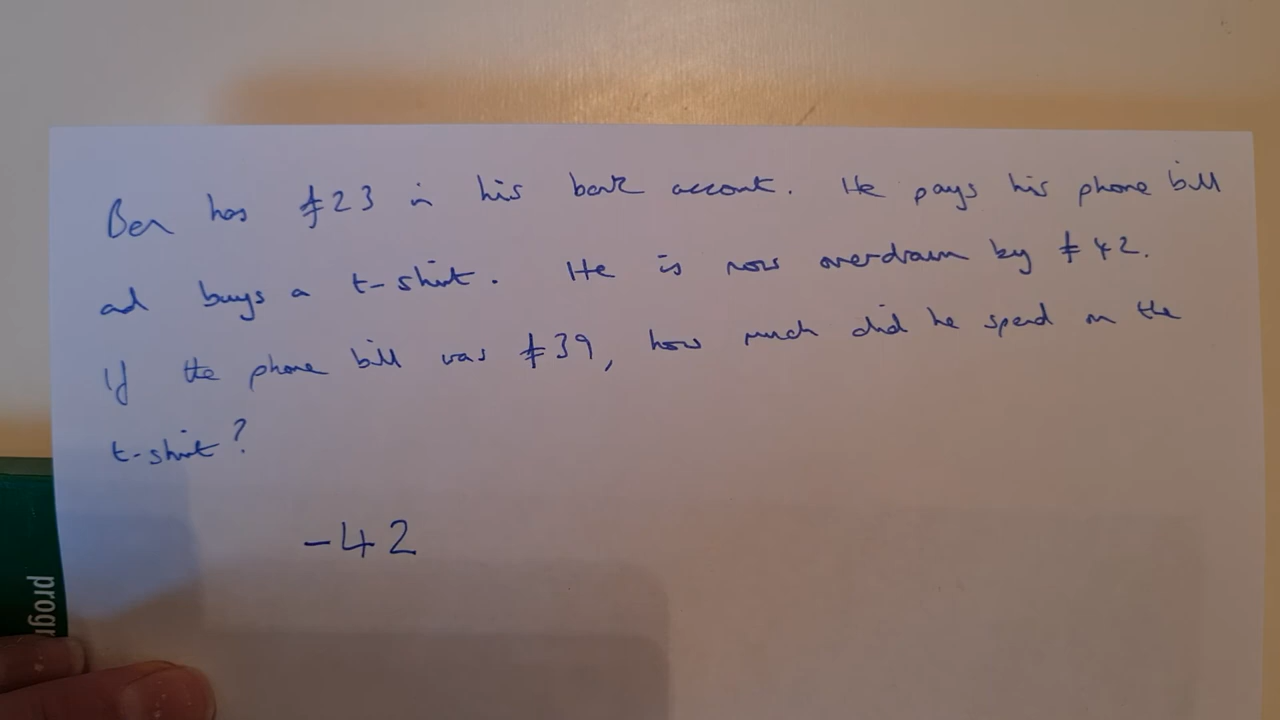 Ben has £23 in his bank account. He pays his phone bill
and buys a t-shirt. He is now overdrawn by £42.
If the phone bill was £39, how much did he spend on the
t-shirt?
-42
progr